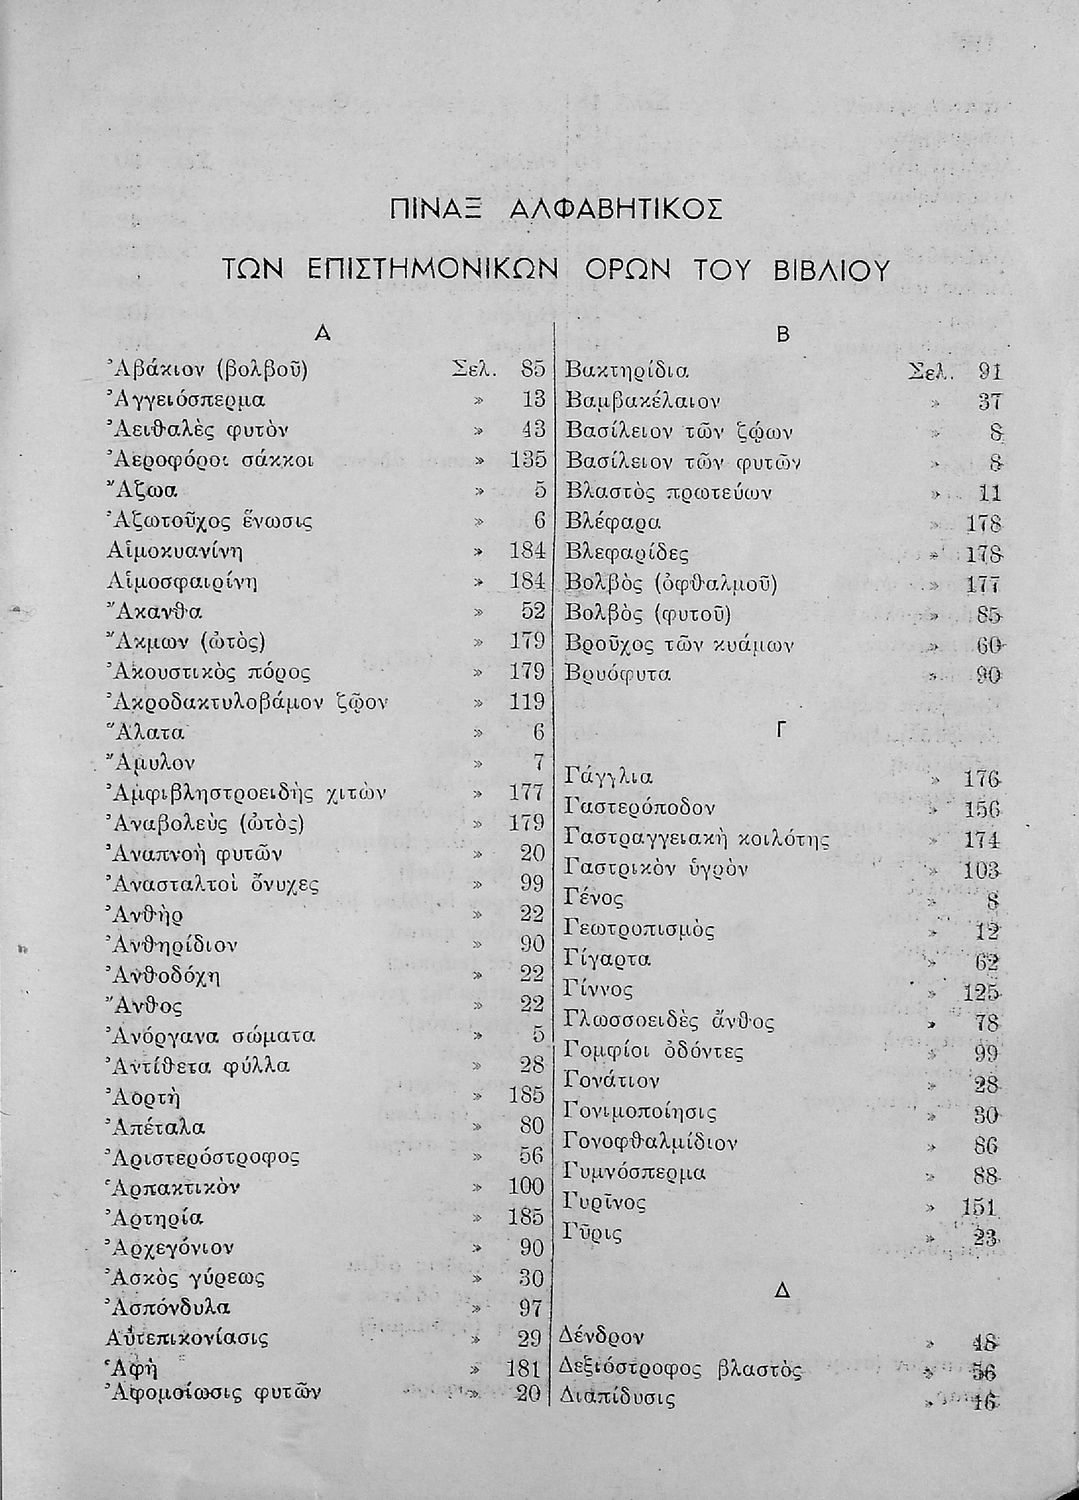 ΠΙΝΑΞ ΑΛΦΑΒΗΤΙΚΟΣ
ΤΩΝ ΕΠΙΣΤΗΜΟΝΙΚΩΝ ΟΡΩΝ ΤΟΥ ΒΙΒΛΙΟΥ
Α
Ἀβάκιον (βολβοῦ) Σελ. 85
Ἀγγειόσπερμα » 13
Ἀειθαλὲς φυτὸν » 43
Ἀεροφόροι σάκκοι » 135
Ἄζωα » 5
Ἀζωτοῦχος ἕνωσις » 6
Αἱμοκυανίνη » 184
Αἱμοσφαιρίνη » 184
Ἄκανθα » 52
Ἄκμων (ὠτὸς) » 179
Ἀκουστικὸς πόρος » 179
Ἀκροδακτυλοβάμον ζῷον » 119
Ἅλατα » 6
Ἄμυλον » 7
Ἀμφιβληστροειδὴς χιτὼν » 177
Ἀναβολεὺς (ὠτὸς) » 179
Ἀναπνοὴ φυτῶν » 20
Ἀνασταλτοὶ ὄνυχες » 99
Ἀνθὴρ » 22
Ἀνθηρίδιον » 90
Ἀνθοδόχη » 22
Ἄνθος » 22
Ἀνόργανα σώματα » 5
Ἀντίθετα φύλλα » 28
Ἀορτὴ » 185
Ἀπέταλα » 80
Ἀριστερόστροφος » 56
Ἁρπακτικὸν » 100
Ἀρτηρία » 185
Ἀρχεγόνιον » 90
Ἀσκὸς γύρεως » 30
Ἀσπόνδυλα » 97
Αὐτεπικονίασις » 29
Ἁφὴ » 181
Ἀφομοίωσις φυτῶν » 20
Β
Βακτηρίδια Σελ. 91
Βαμβακέλαιον » 37
Βασίλειον τῶν ζῴων » 8
Βασίλειον τῶν φυτῶν » 8
Βλαστὸς πρωτεύων » 11
Βλέφαρα » 178
Βλεφαρίδες » 178
Βολβὸς (ὀφθαλμοῦ) » 177
Βολβὸς (φυτοῦ) » 85
Βροῦχος τῶν κυάμων » 60
Βρυόφυτα » 90
Γ
Γάγγλια » 176
Γαστερόποδον » 156
Γαστραγγειακὴ κοιλότης » 174
Γαστρικὸν ὑγρὸν » 103
Γένος » 8
Γεωτροπισμὸς » 12
Γίγαρτα » 62
Γίννος » 125
Γλωσσοειδὲς ἄνθος » 78
Γομφίοι ὀδόντες » 99
Γονάτιον » 28
Γονιμοποίησις » 30
Γονοφθαλμίδιον » 86
Γυμνόσπερμα » 88
Γυρῖνος » 151
Γῦρις » 23
Δ
Δένδρον » 48
Δεξιόστροφος βλαστὸς » 56
Διαπίδυσις » 16